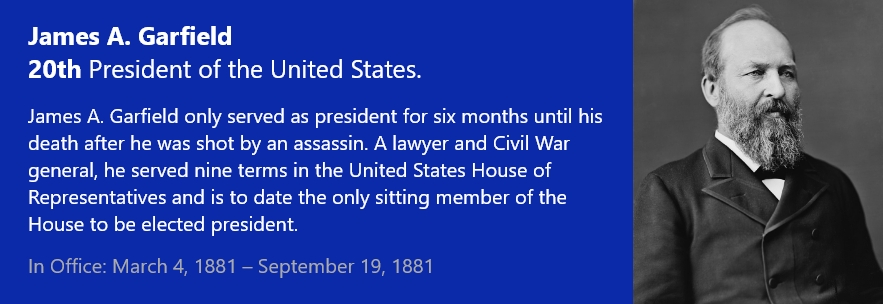 James A. Garfield
20th President of the United States.
James A. Garfield only served as president for six months until his
death after he was shot by an assassin. A lawyer and Civil War
general, he served nine terms in the United States House of
Representatives and is to date the only sitting member of the
House to be elected president.
In Office: March 4, 1881 – September 19, 1881